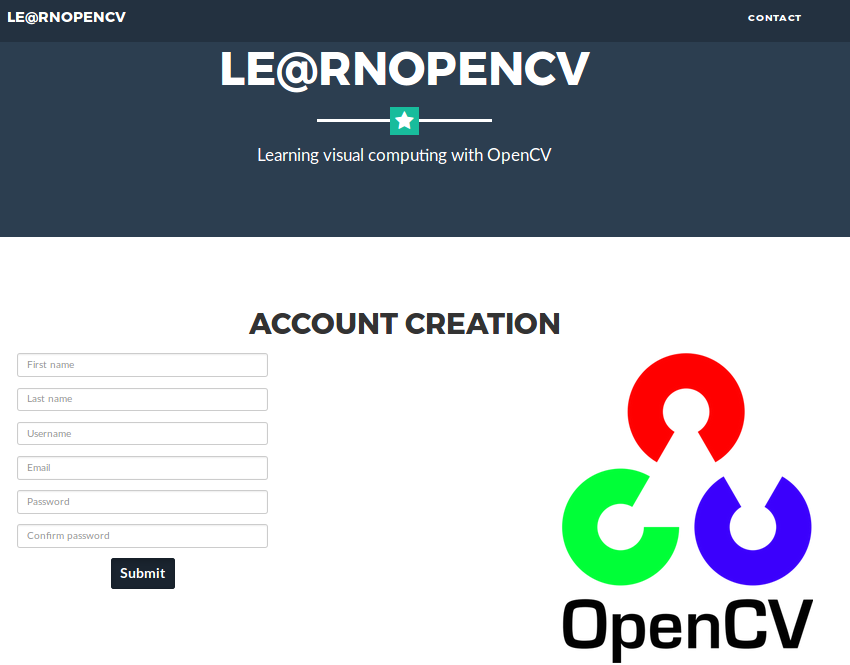 LE@RNOPENCV
CONTACT
LE@RNOPENCV
Learning visual computing with OpenCV
ACCOUNT CREATION
First name
Last name
Username
Email
Password
Confirm password
Submit
OpenCV